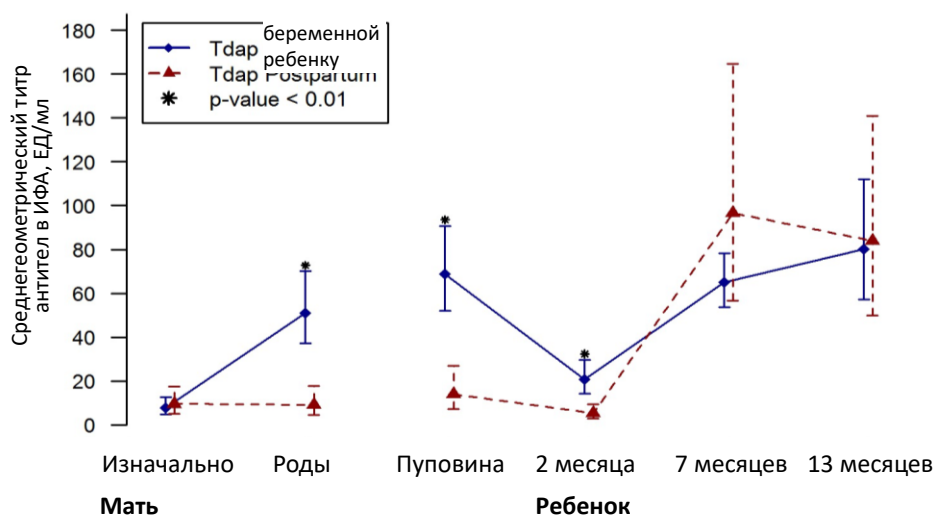 Среднегеометрический титр
антител в ИФА, ЕД/мл
180
160
140
120
100
80
60
40
20
0
Tdap беременной
ребенку
Tdap Postpartum
p-value < 0.01
Изначально Роды Пуповина 2 месяца 7 месяцев 13 месяцев
Мать Ребенок